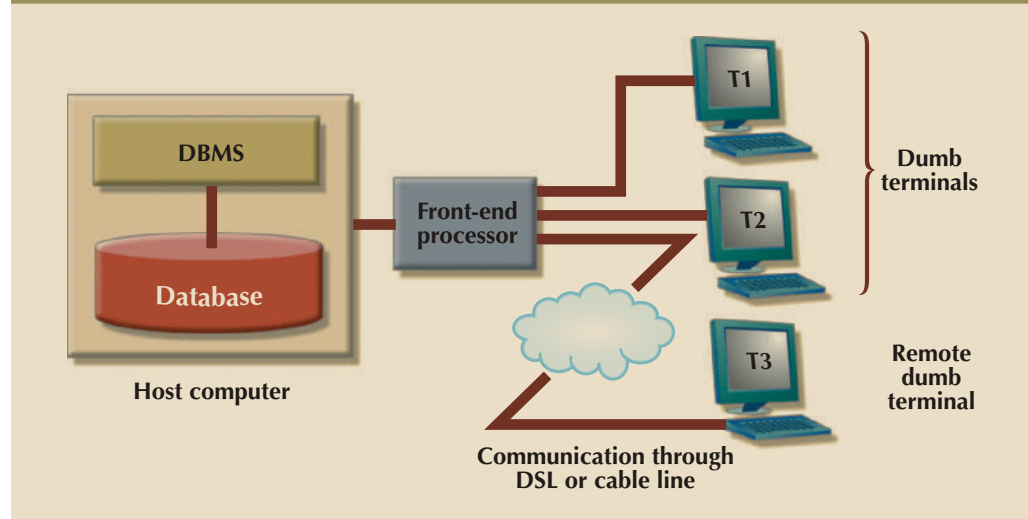 DBMS
Database
Host computer
Front-end
processor
T1
T2
T3
Dumb
terminals
Remote
dumb
terminal
Communication through
DSL or cable line